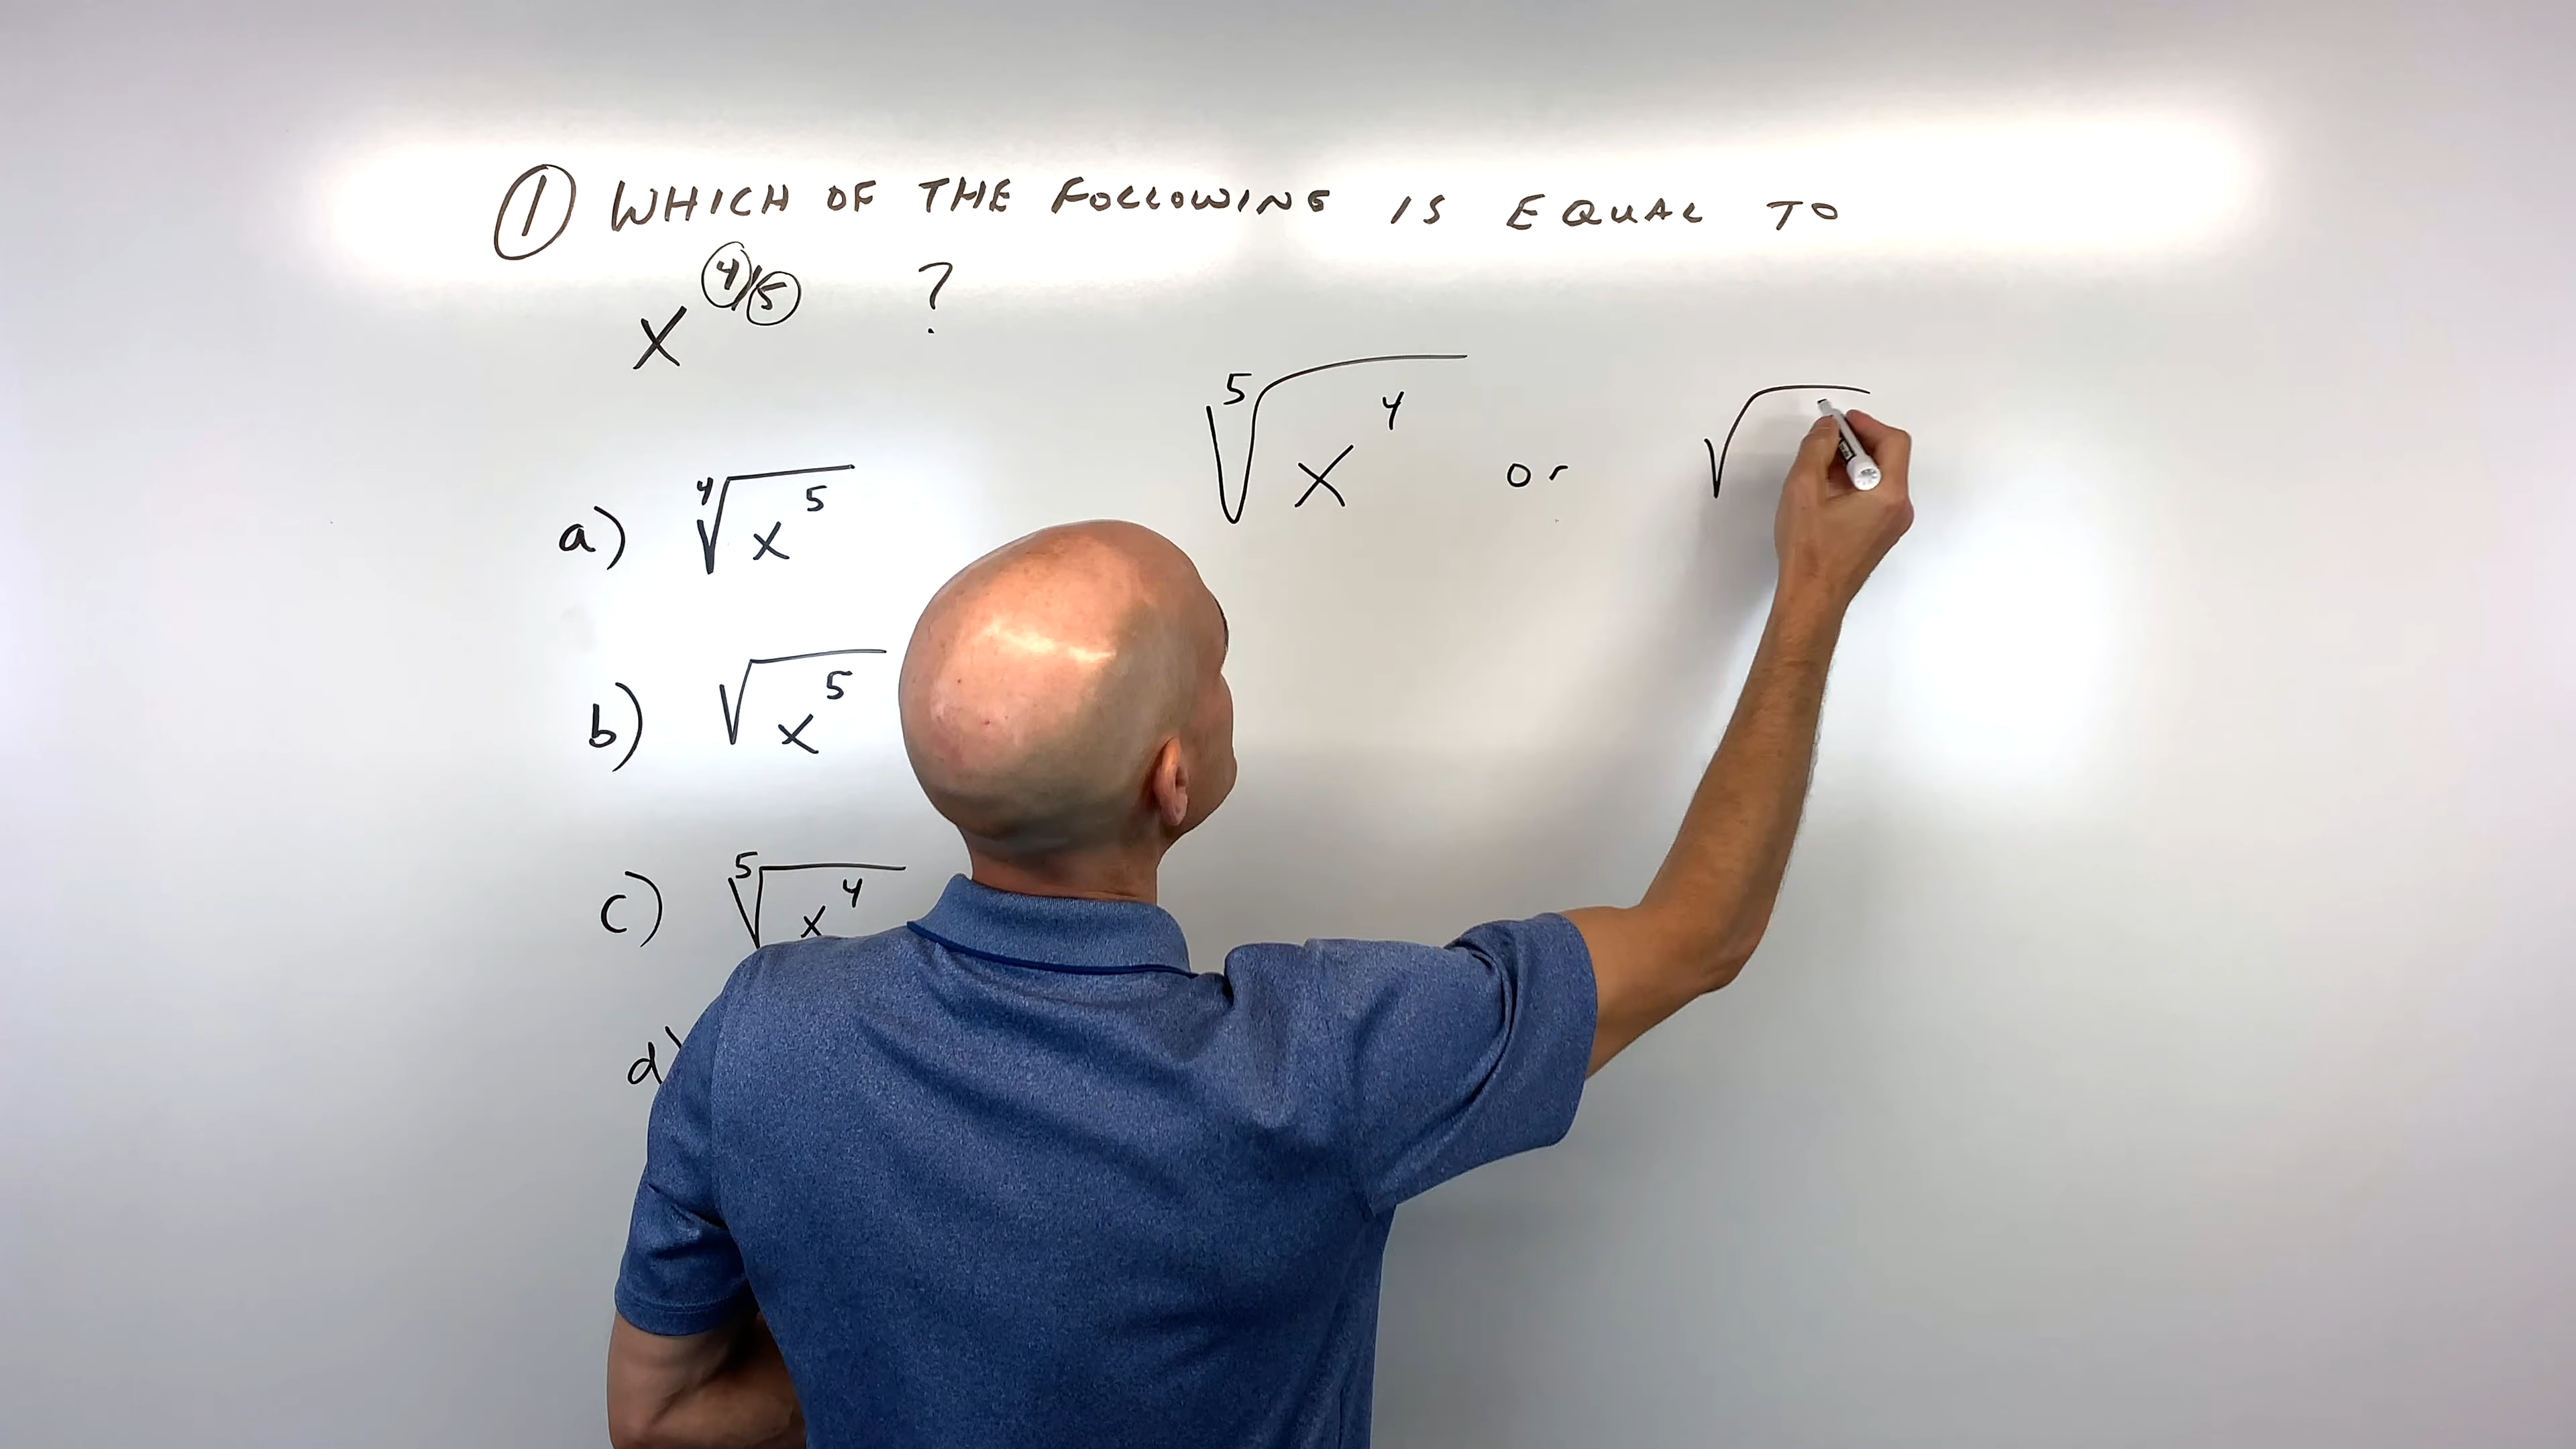 ① WHICH OF THE FOLLOWING IS EQUAL TO
x^(4/5) ?
⁵√x⁴ or √
a) ⁴√x⁵
b) √x⁵
c) ⁵√x⁴
d)